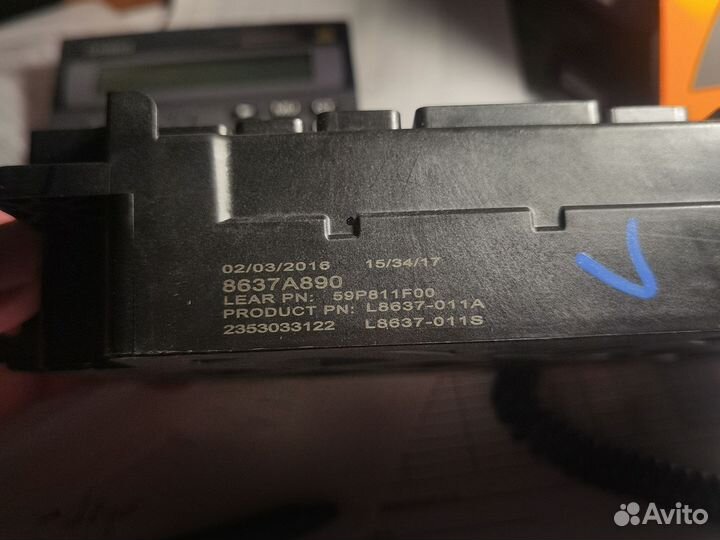 02/03/2016 15/34/17
8637A890
LEAR PN: 59P811F00
PRODUCT PN: L8637-011A
2353033122 L8637-011S
V
Avito